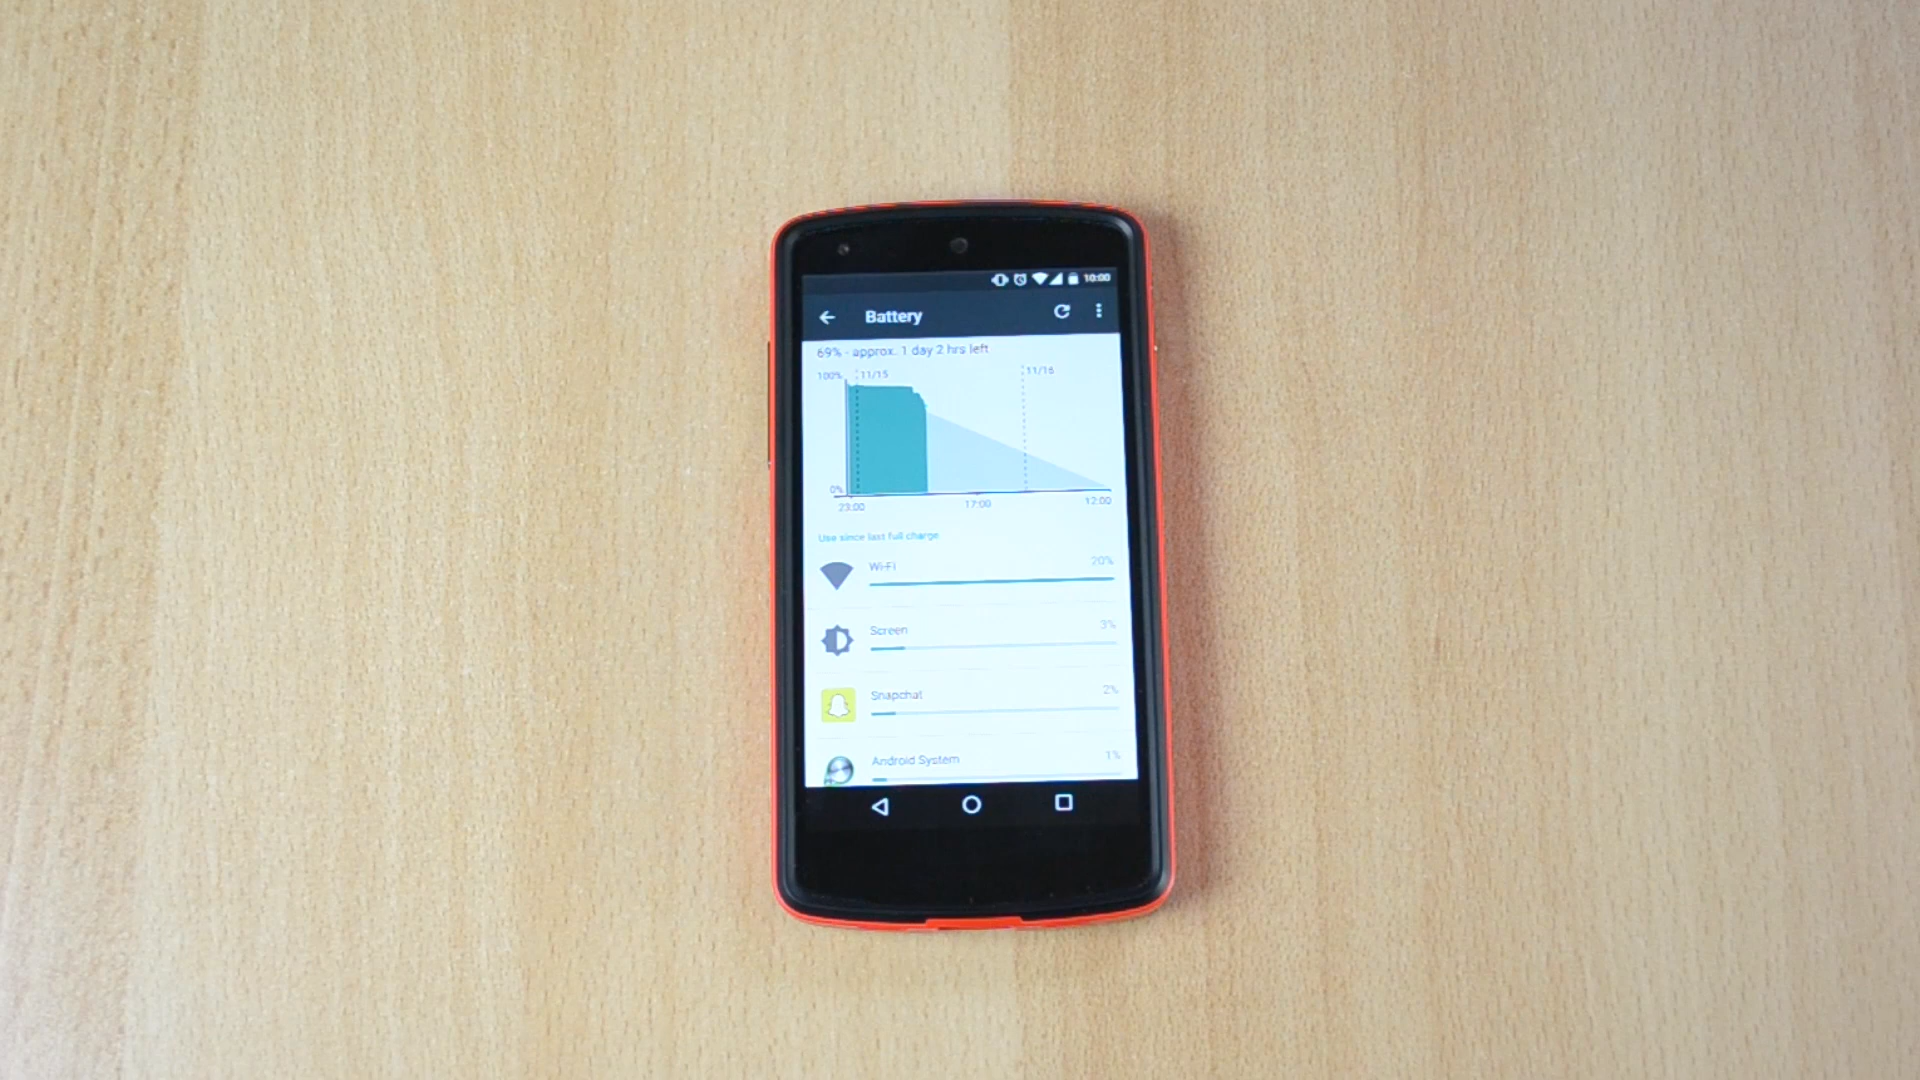 10:00
Battery
69% - approx. 1 day 2 hrs left
100% 11/15 11/16
0%
23:00 17:00 12:00
Use since last full charge
Wi-Fi 20%
Screen 3%
Snapchat 2%
Android System 1%